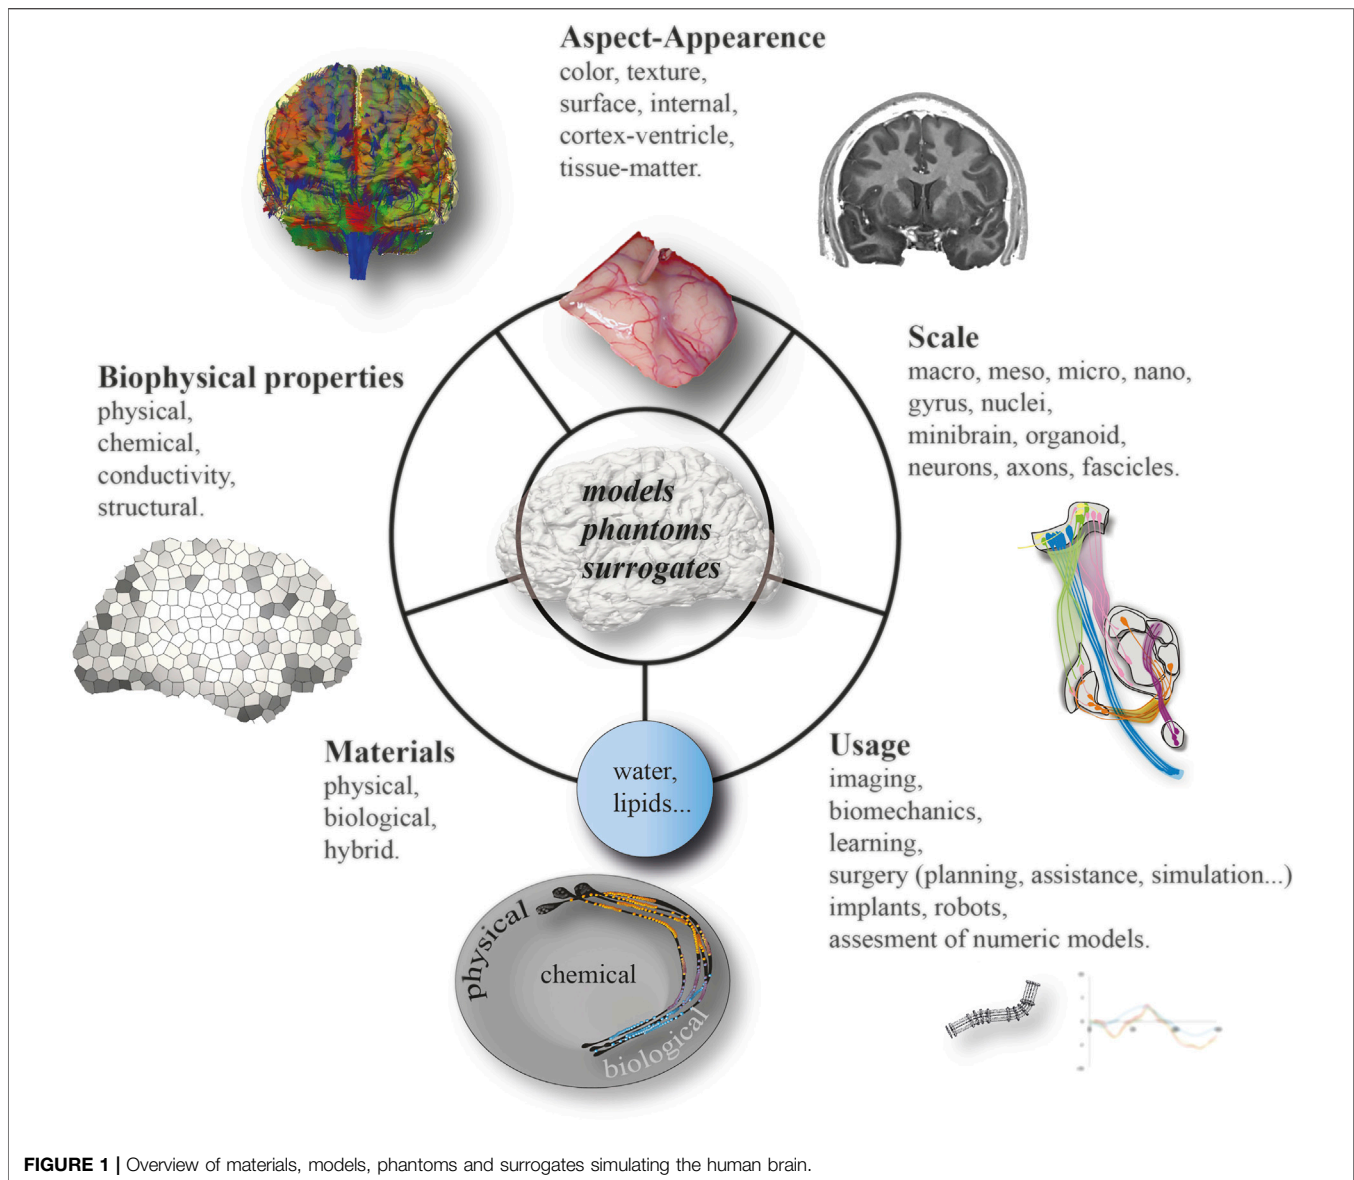 Aspect-Appearence
color, texture,
surface, internal,
cortex-ventricle,
tissue-matter.
Scale
macro, meso, micro, nano,
gyrus, nuclei,
minibrain, organoid,
neurons, axons, fascicles.
Biophysical properties
physical,
chemical,
conductivity,
structural.
models
phantoms
surrogates
Materials
physical,
biological,
hybrid.
water,
lipids...
Usage
imaging,
biomechanics,
learning,
surgery (planning, assistance, simulation...)
implants, robots,
assesment of numeric models.
physical
chemical
biological
FIGURE 1 | Overview of materials, models, phantoms and surrogates simulating the human brain.